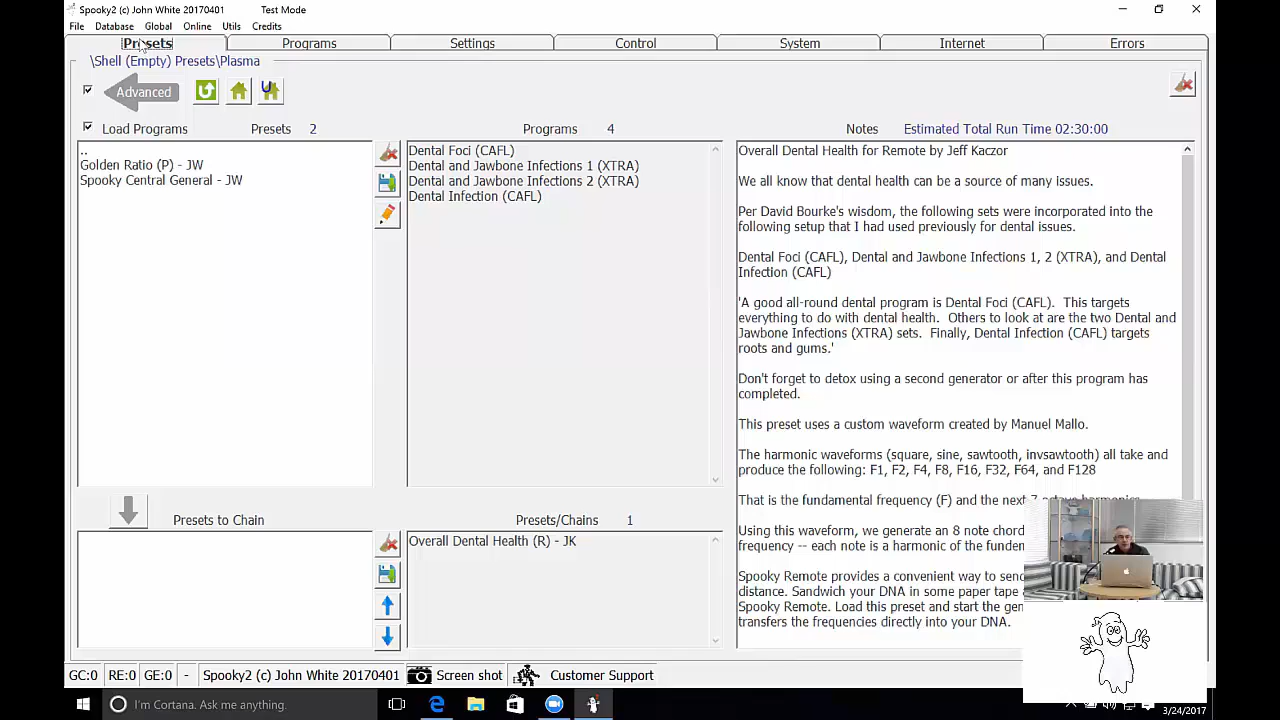 Spooky2 (c) John White 20170401 Test Mode
File Database Global Online Utils Credits
Presets Programs Settings Control System Internet Errors
\Shell (Empty) Presets\Plasma
Advanced
Load Programs Presets 2 Programs 4 Notes Estimated Total Run Time 02:30:00
..
Golden Ratio (P) - JW
Spooky Central General - JW
Dental Foci (CAFL)
Dental and Jawbone Infections 1 (XTRA)
Dental and Jawbone Infections 2 (XTRA)
Dental Infection (CAFL)
Overall Dental Health for Remote by Jeff Kaczor
We all know that dental health can be a source of many issues.
Per David Bourke's wisdom, the following sets were incorporated into the
following setup that I had used previously for dental issues.
Dental Foci (CAFL), Dental and Jawbone Infections 1, 2 (XTRA), and Dental
Infection (CAFL)
'A good all-round dental program is Dental Foci (CAFL). This targets
everything to do with dental health. Others to look at are the two Dental and
Jawbone Infections (XTRA) sets. Finally, Dental Infection (CAFL) targets
roots and gums.'
Don't forget to detox using a second generator or after this program has
completed.
This preset uses a custom waveform created by Manuel Mallo.
The harmonic waveforms (square, sine, sawtooth, invsawtooth) all take and
produce the following: F1, F2, F4, F8, F16, F32, F64, and F128
That is the fundamental frequency (F) and the next 7 octave harmonics.
Using this waveform, we generate an 8 note chord
frequency -- each note is a harmonic of the
Spooky Remote provides a convenient way to
distance. Sandwich your DNA in some paper tape
Spooky Remote. Load this preset and start the
transfers the frequencies directly into your DNA.
Presets to Chain Presets/Chains 1
Overall Dental Health (R) - JK
GC:0 RE:0 GE:0 - Spooky2 (c) John White 20170401 Screen shot Customer Support
I'm Cortana. Ask me anything.
3/24/2017